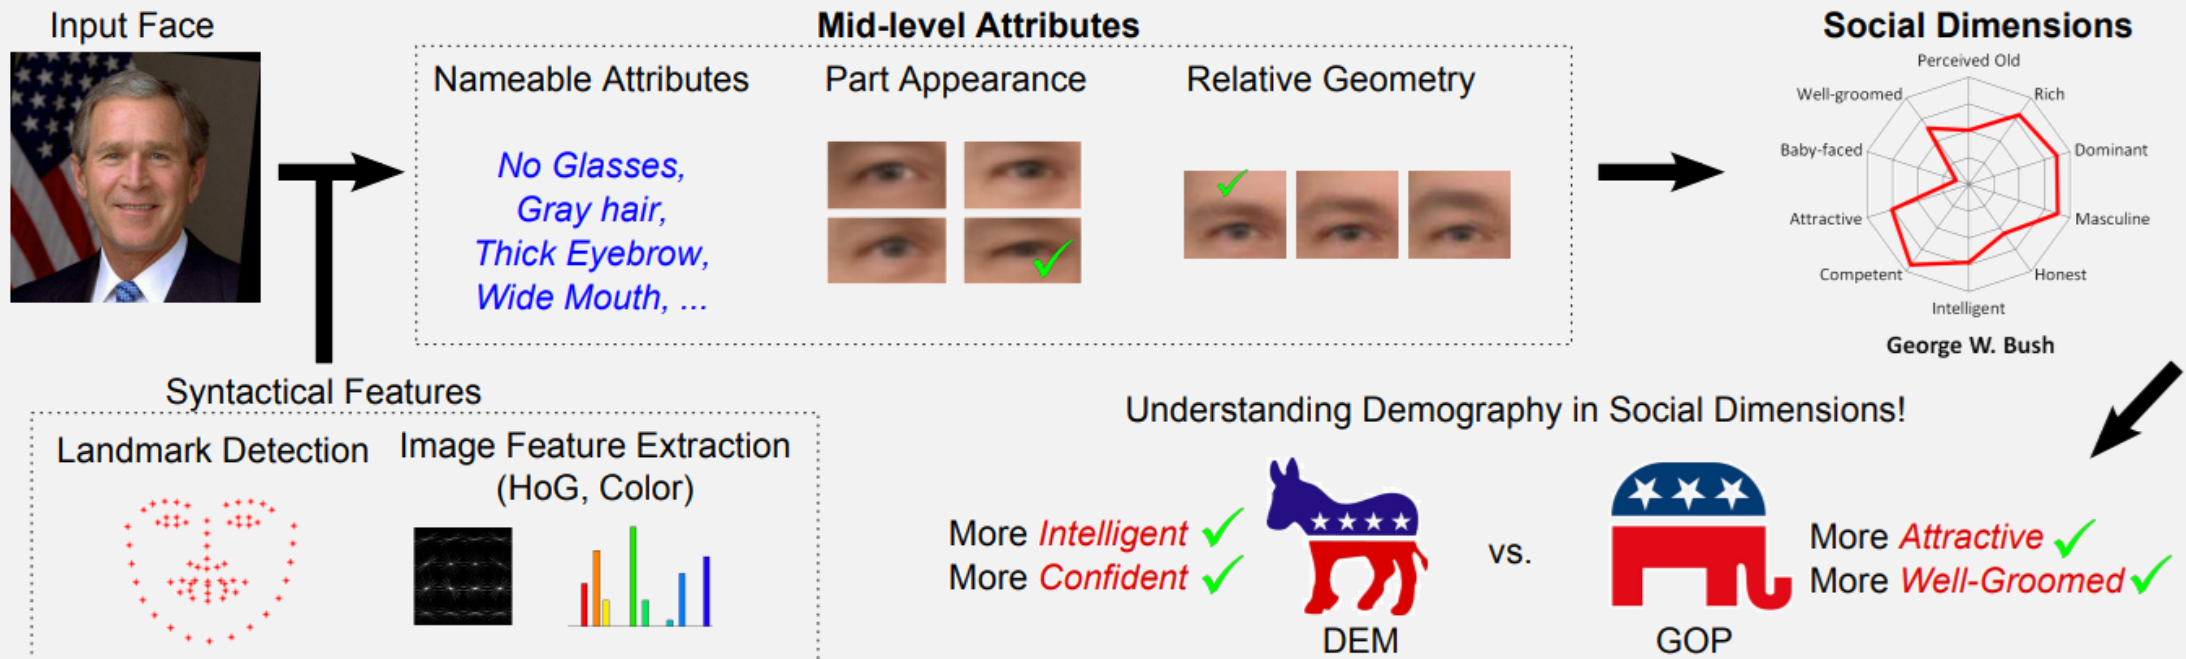 Input Face
Mid-level Attributes
Nameable Attributes
No Glasses,
Gray hair,
Thick Eyebrow,
Wide Mouth, ...
Part Appearance
Relative Geometry
Social Dimensions
Perceived Old
Rich
Dominant
Masculine
Honest
Intelligent
Competent
Attractive
Baby-faced
Well-groomed
George W. Bush
Syntactical Features
Landmark Detection
Image Feature Extraction
(HoG, Color)
Understanding Demography in Social Dimensions!
More Intelligent
More Confident
DEM
vs.
GOP
More Attractive
More Well-Groomed